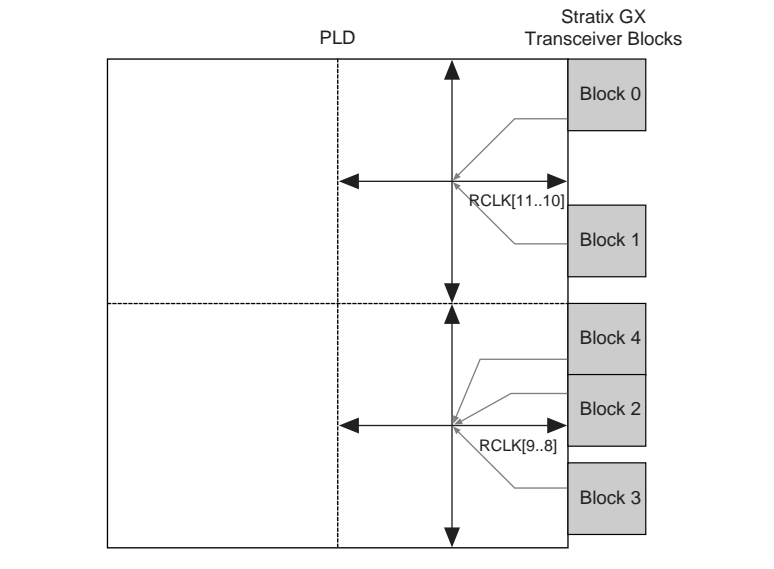 Stratix GX
PLD
Transceiver Blocks
Block 0
RCLK[11..10]
Block 1
Block 4
Block 2
RCLK[9..8]
Block 3